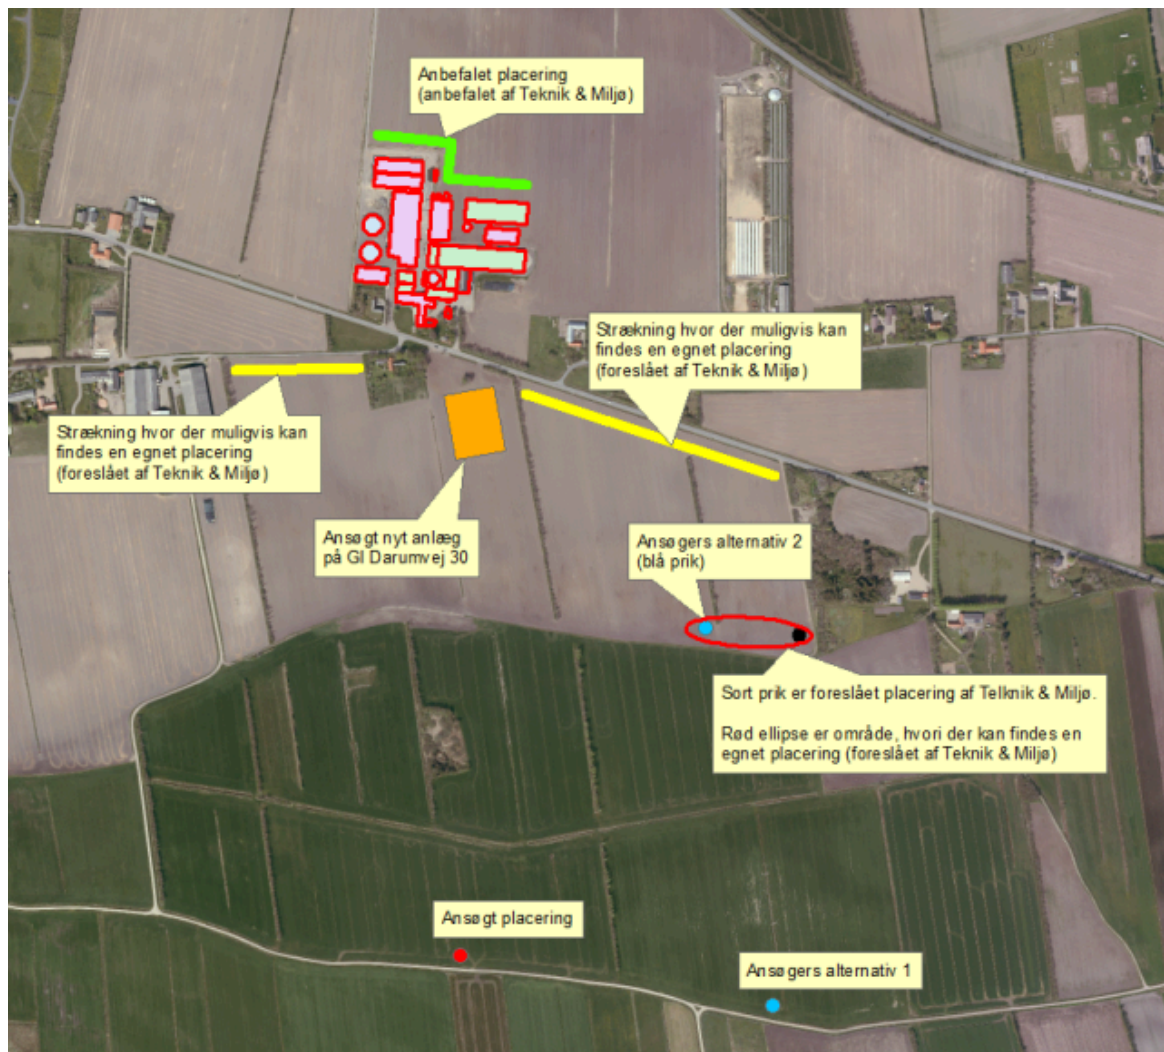 Anbefalet placering
(anbefalet af Teknik & Miljø)
Strækning hvor der muligvis kan
findes en egnet placering
(foreslået af Teknik & Miljø)
Strækning hvor der muligvis kan
findes en egnet placering
(foreslået af Teknik & Miljø)
Ansøgt nyt anlæg
på Gl Darumvej 30
Ansøgers alternativ 2
(blå prik)
Sort prik er foreslået placering af Telknik & Miljø.
Rød ellipse er område, hvori der kan findes en
egnet placering (foreslået af Teknik & Miljø)
Ansøgt placering
Ansøgers alternativ 1